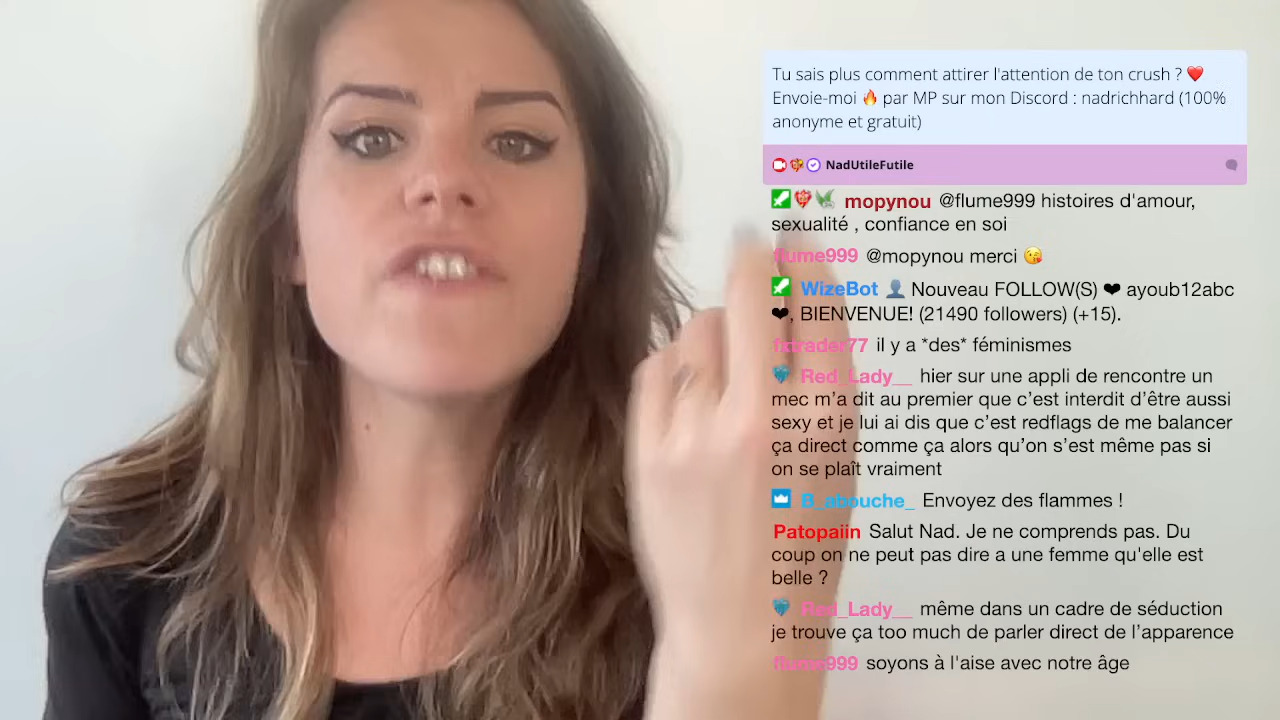 Tu sais plus comment attirer l'attention de ton crush ? ❤️
Envoie-moi 🔥 par MP sur mon Discord : nadrichhard (100%
anonyme et gratuit)
NadUtileFutile
mopynou @flume999 histoires d'amour,
sexualité , confiance en soi
flume999 @mopynou merci 😘
WizeBot 👤 Nouveau FOLLOW(S) ❤ ayoub12abc
❤, BIENVENUE! (21490 followers) (+15).
fxtrader77 il y a *des* féminismes
Red_Lady__ hier sur une appli de rencontre un
mec m’a dit au premier que c’est interdit d’être aussi
sexy et je lui ai dis que c’est redflags de me balancer
ça direct comme ça alors qu’on s’est même pas si
on se plaît vraiment
B_abouche_ Envoyez des flammes !
Patopaiin Salut Nad. Je ne comprends pas. Du
coup on ne peut pas dire a une femme qu'elle est
belle ?
Red_Lady__ même dans un cadre de séduction
je trouve ça too much de parler direct de l’apparence
flume999 soyons à l'aise avec notre âge